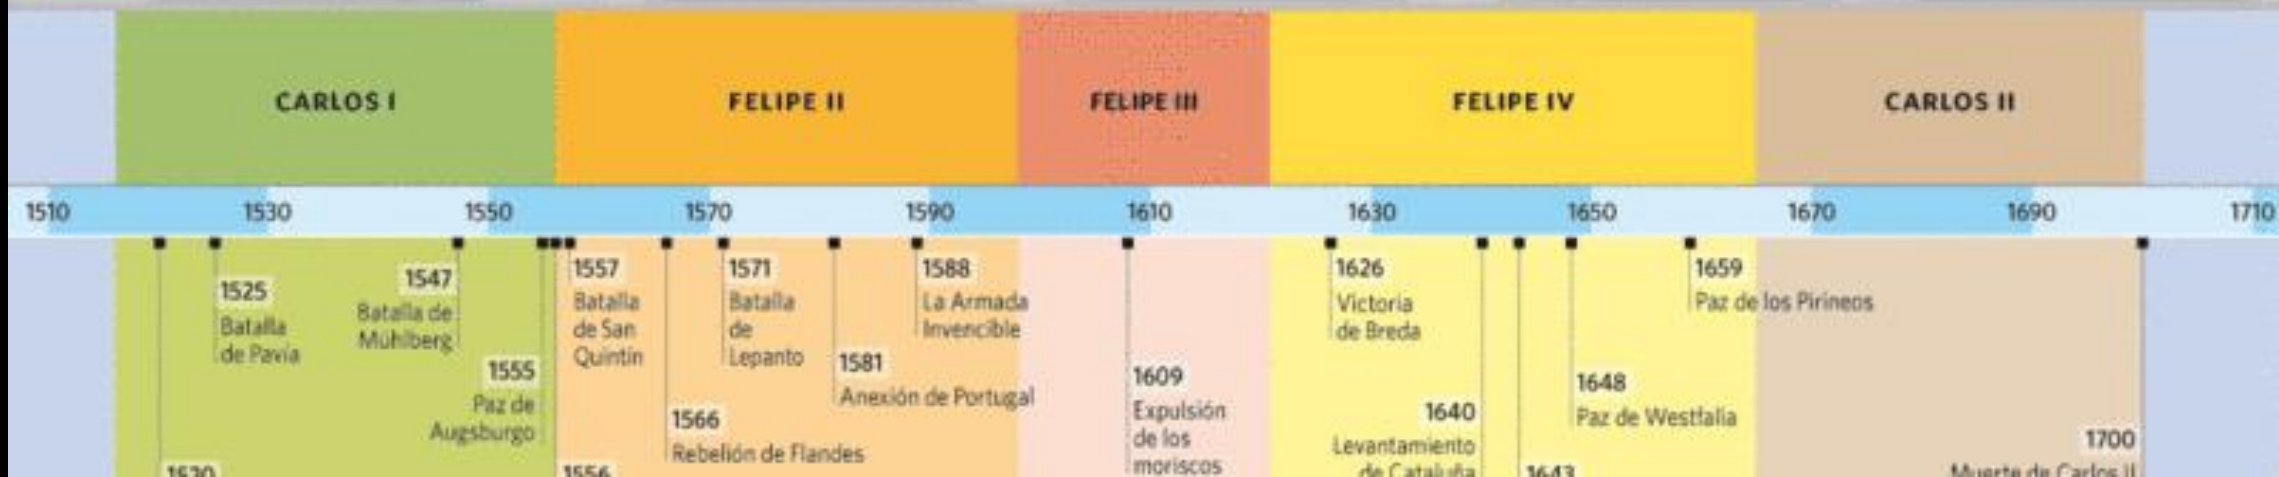 CARLOS I
FELIPE II
FELIPE III
FELIPE IV
CARLOS II
1510
1530
1550
1570
1590
1610
1630
1650
1670
1690
1710
1525
Batalla
de Pavía
1547
Batalla de
Mühlberg
1555
Paz de
Augsburgo
1520
1556
1557
Batalla
de San
Quintín
1566
Rebelión de Flandes
1571
Batalla
de
Lepanto
1581
Anexión de Portugal
1588
La Armada
Invencible
1609
Expulsión
de los
moriscos
1626
Victoria
de Breda
1640
Levantamiento
de Cataluña
1643
1648
Paz de Westfalia
1659
Paz de los Pirineos
1700
Muerte de Carlos II